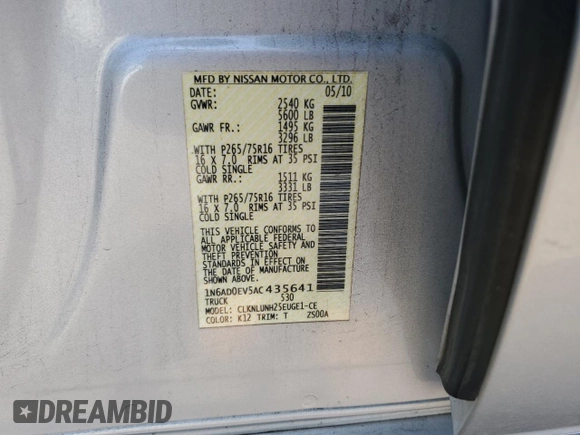 MFD BY NISSAN MOTOR CO., LTD.
DATE: 05/10
GVWR: 2540 KG
5600 LB
GAWR FR.: 1495 KG
3296 LB
WITH P265/75R16 TIRES
16 X 7.0 RIMS AT 35 PSI
COLD SINGLE
GAWR RR.: 1511 KG
3331 LB
WITH P265/75R16 TIRES
16 X 7.0 RIMS AT 35 PSI
COLD SINGLE
THIS VEHICLE CONFORMS TO
ALL APPLICABLE FEDERAL
MOTOR VEHICLE SAFETY AND
THEFT PREVENTION
STANDARDS IN EFFECT ON
THE DATE OF MANUFACTURE
SHOWN ABOVE.
1N6AD0EV5AC435641
TRUCK 530
MODEL: CLKNLUNH25EUGE1-CE
COLOR: K12 TRIM: T ZS00A
DREAMBID